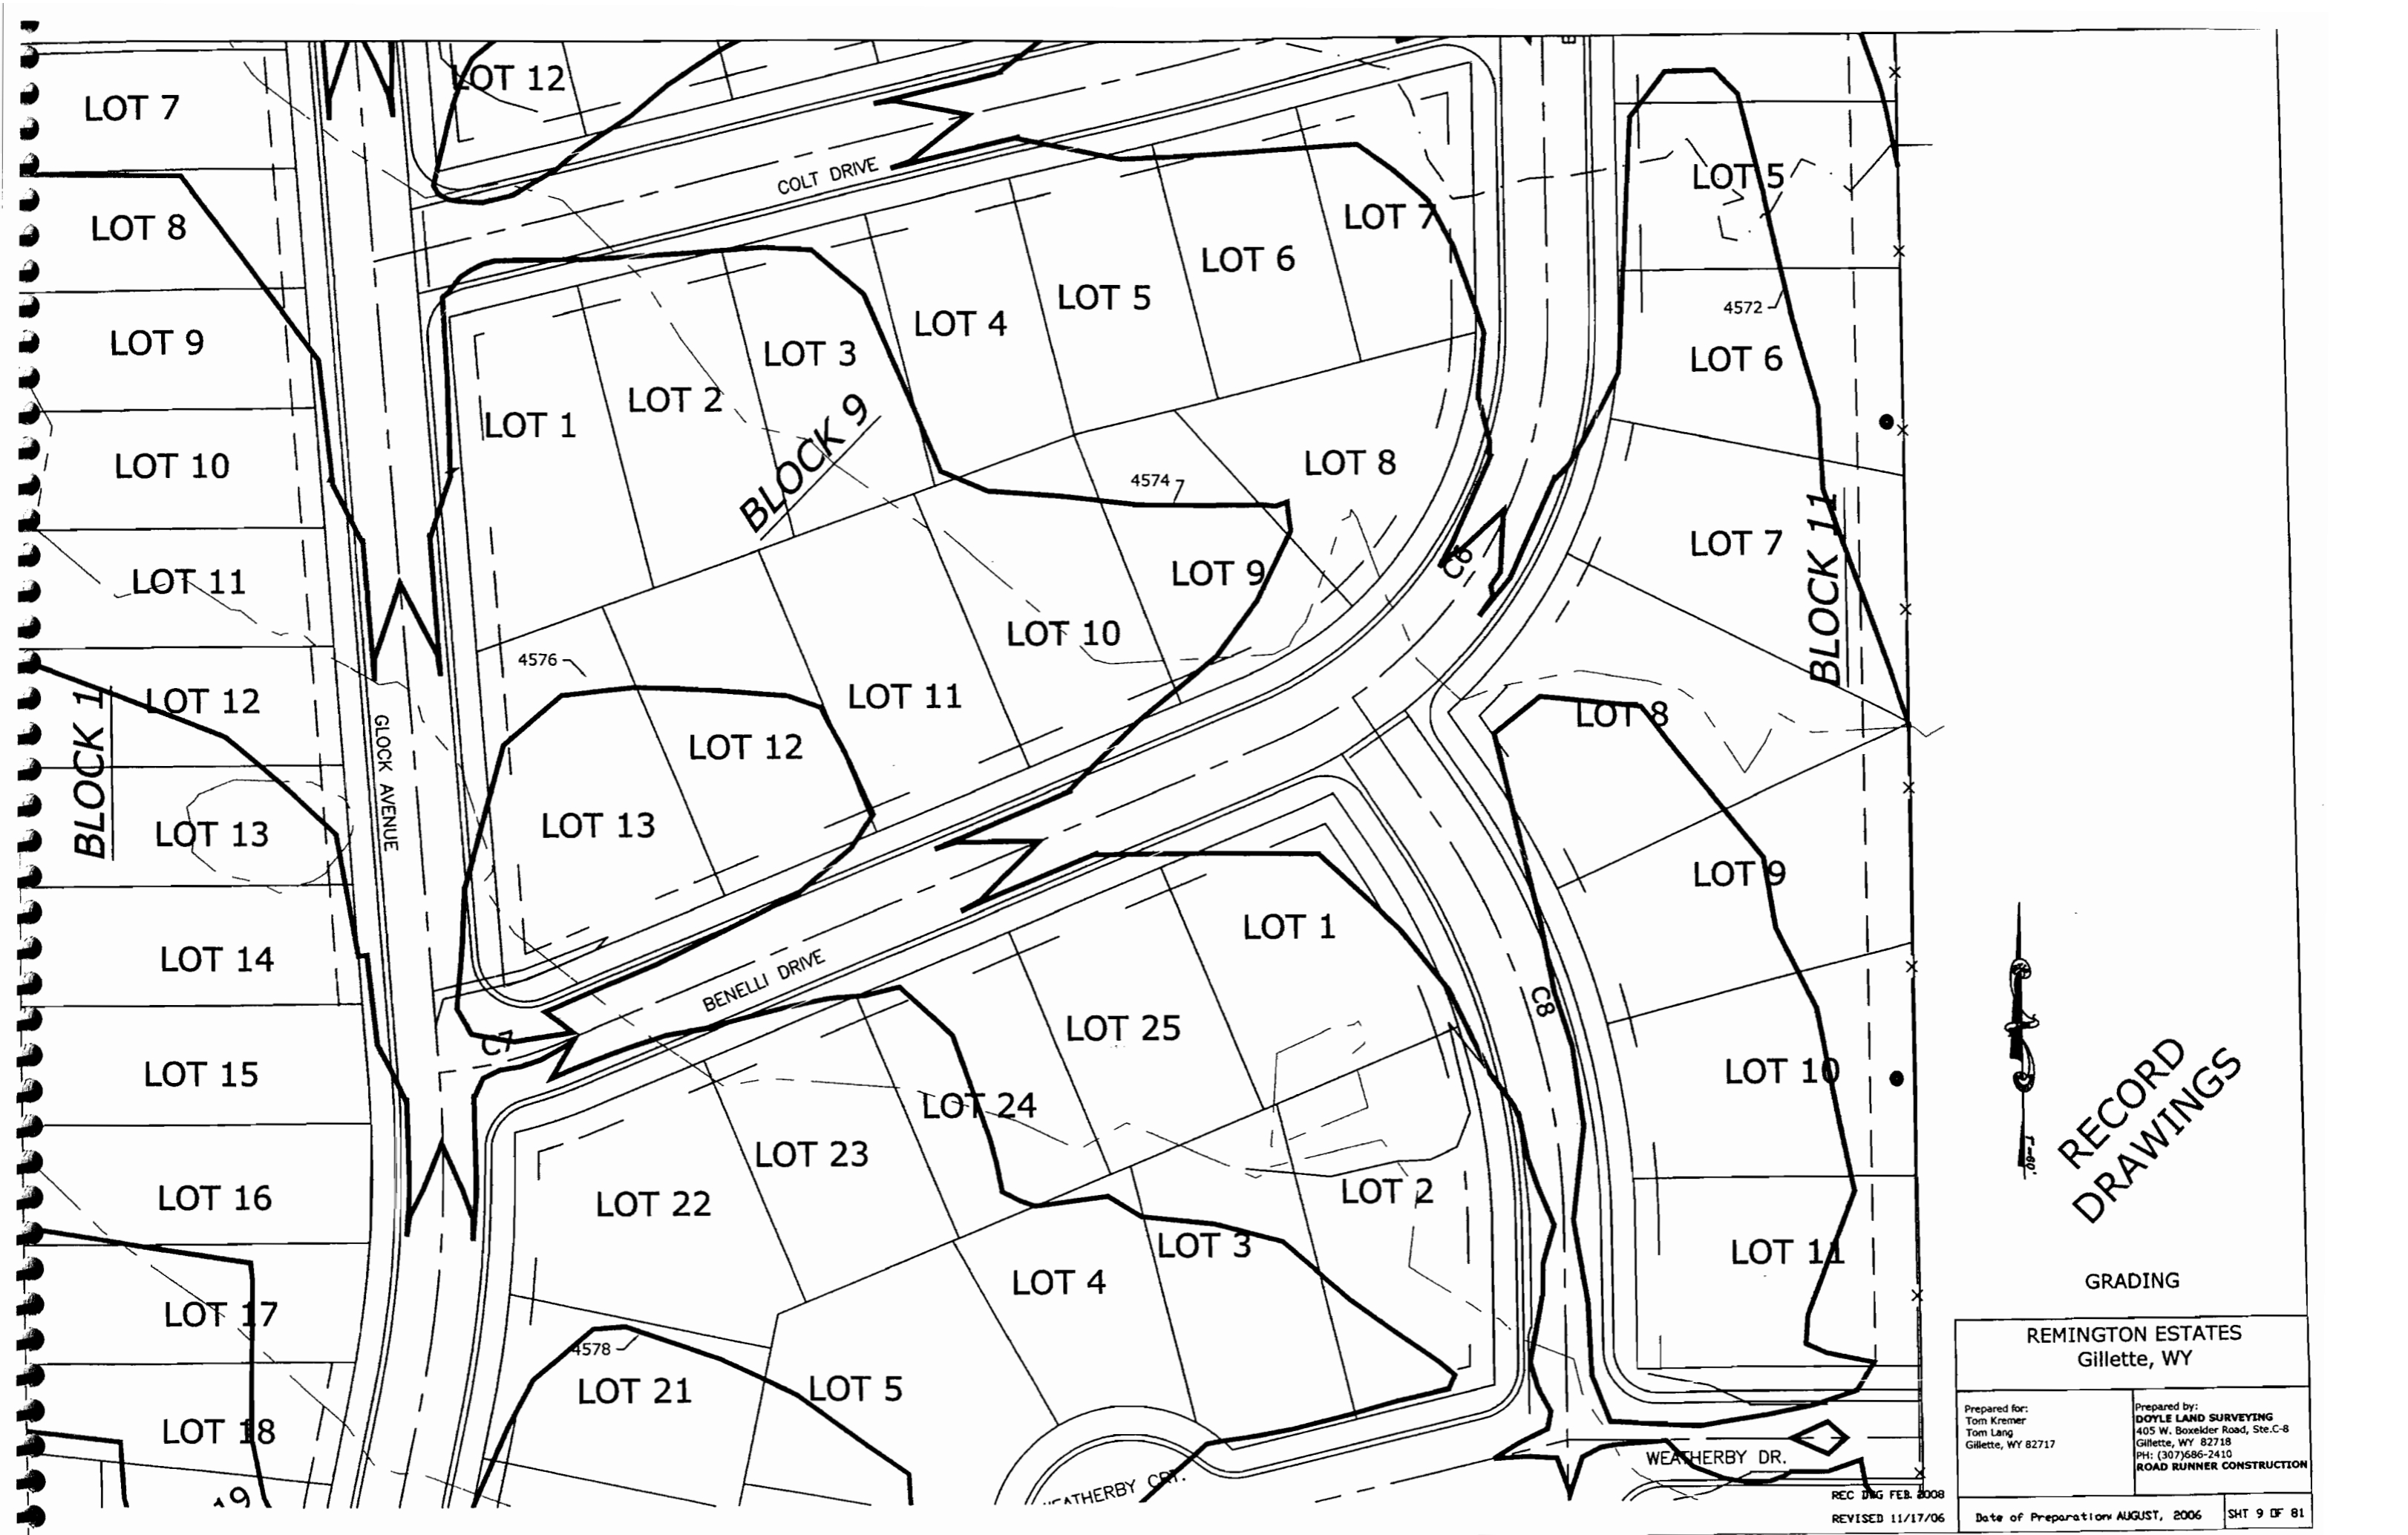 LOT 7
LOT 8
LOT 9
LOT 10
LOT 11
LOT 12
LOT 13
LOT 14
LOT 15
LOT 16
LOT 17
LOT 18
19
BLOCK 1
GLOCK AVENUE
LOT 12
COLT DRIVE
LOT 1
LOT 2
LOT 3
LOT 4
LOT 5
LOT 6
LOT 7
LOT 8
LOT 9
LOT 10
LOT 11
LOT 12
LOT 13
BLOCK 9
4574
4576
C6
C7
BENELLI DRIVE
LOT 1
LOT 25
LOT 24
LOT 23
LOT 22
LOT 2
LOT 3
LOT 4
LOT 5
LOT 21
4578
C8
WEATHERBY CRT.
WEATHERBY DR.
LOT 5
4572
LOT 6
LOT 7
LOT 8
LOT 9
LOT 10
LOT 11
BLOCK 11
1"=60'
RECORD
DRAWINGS
GRADING
REMINGTON ESTATES
Gillette, WY
Prepared for:
Tom Kremer
Tom Lang
Gillette, WY 82717
Prepared by:
DOYLE LAND SURVEYING
405 W. Boxelder Road, Ste.C-8
Gillette, WY 82718
PH: (307)686-2410
ROAD RUNNER CONSTRUCTION
REC DWG FEB. 2008
REVISED 11/17/06
Date of Preparation: AUGUST, 2006
SHT 9 OF 81